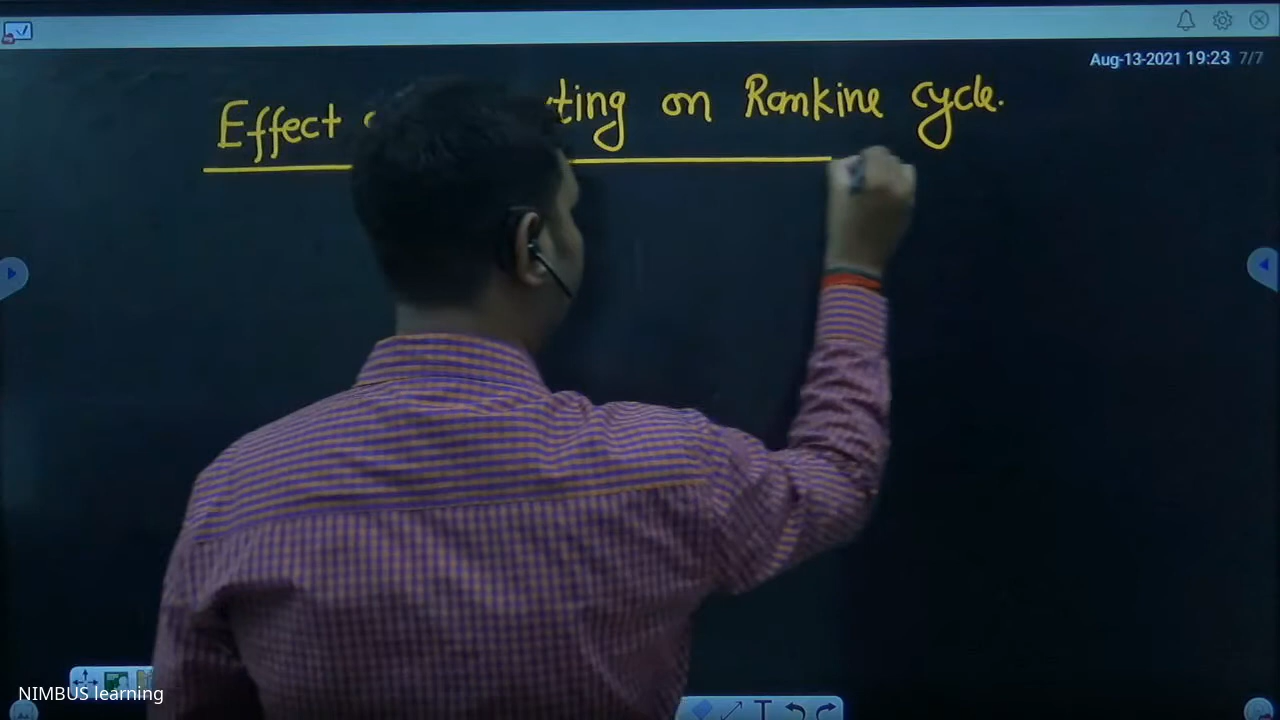 Aug-13-2021 19:23 7/7
Effect ting on Rankine cycle.
NIMBUS learning